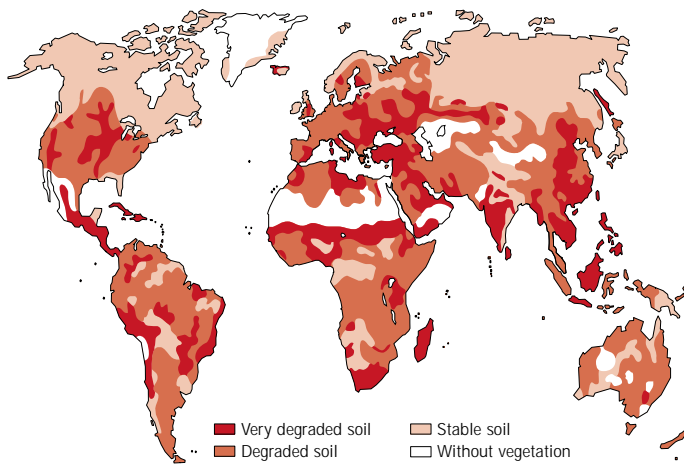 Very degraded soil
Degraded soil
Stable soil
Without vegetation